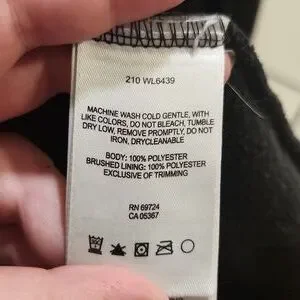 210 WL6439
MACHINE WASH COLD GENTLE, WITH
LIKE COLORS, DO NOT BLEACH, TUMBLE
DRY LOW, REMOVE PROMPTLY, DO NOT
IRON, DRYCLEANABLE
BODY: 100% POLYESTER
BRUSHED LINING: 100% POLYESTER
EXCLUSIVE OF TRIMMING
RN 69724
CA 05367